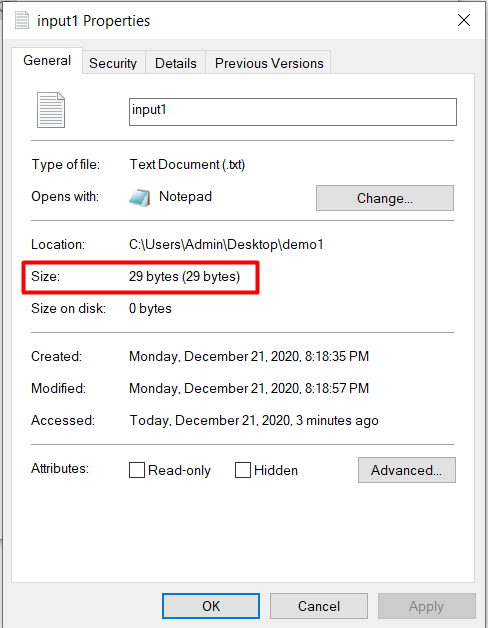 input1 Properties
General Security Details Previous Versions
input1
Type of file: Text Document (.txt)
Opens with: Notepad Change...
Location: C:\Users\Admin\Desktop\demo1
Size: 29 bytes (29 bytes)
Size on disk: 0 bytes
Created: Monday, December 21, 2020, 8:18:35 PM
Modified: Monday, December 21, 2020, 8:18:57 PM
Accessed: Today, December 21, 2020, 3 minutes ago
Attributes: Read-only Hidden Advanced...
OK Cancel Apply